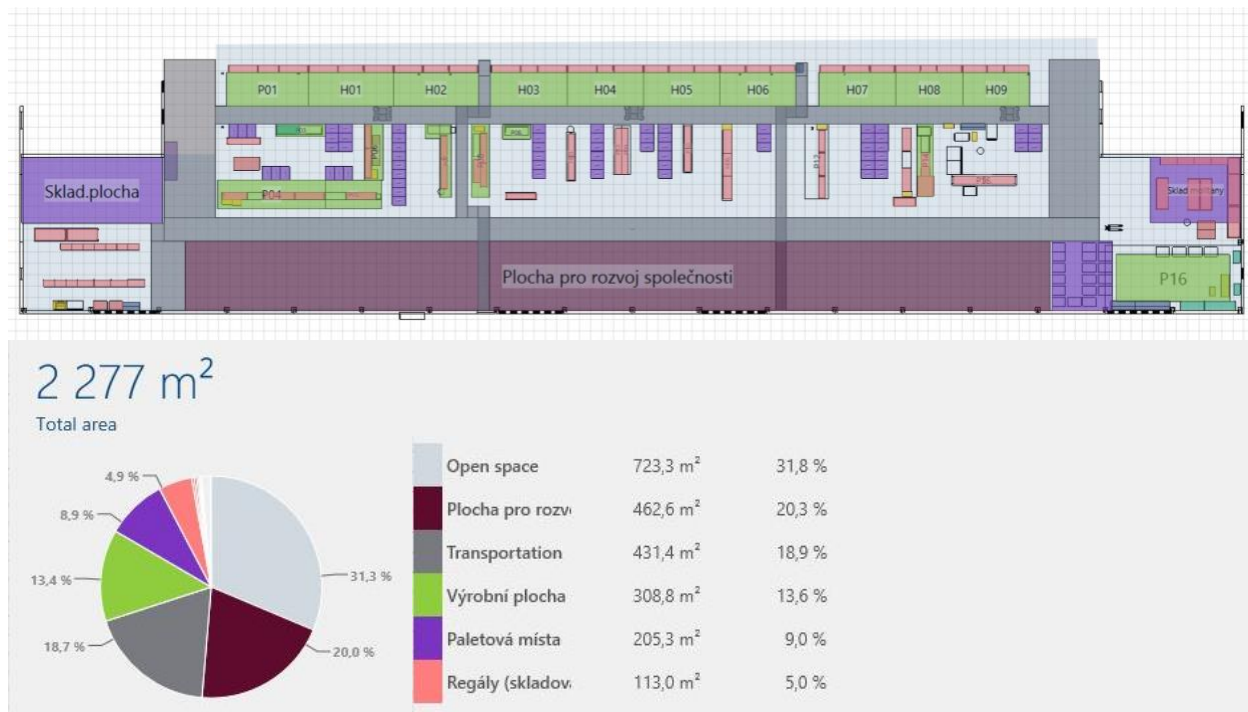 P01 H01 H02 H03 H04 H05 H06 H07 H08 H09
Sklad.plocha
P04
P12
Plocha pro rozvoj společnosti
P16
2 277 m²
Total area
4,9 %
8,9 %
13,4 %
18,7 %
31,3 %
20,0 %
Open space 723,3 m² 31,8 %
Plocha pro rozv 462,6 m² 20,3 %
Transportation 431,4 m² 18,9 %
Výrobní plocha 308,8 m² 13,6 %
Paletová místa 205,3 m² 9,0 %
Regály (skladov 113,0 m² 5,0 %